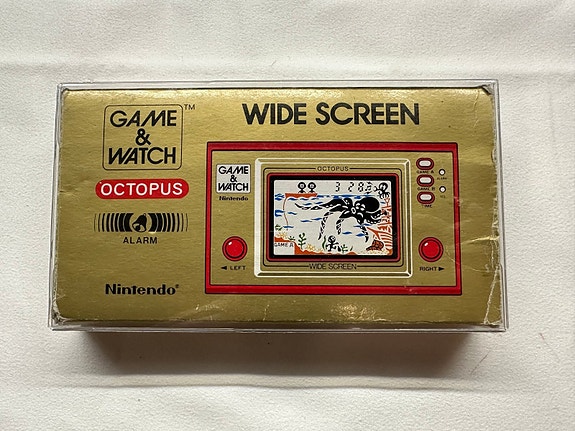 GAME
&
WATCH
™
WIDE SCREEN
OCTOPUS
ALARM
Nintendo®
GAME
&
WATCH
Nintendo
OCTOPUS
GAME A
WIDE SCREEN
GAME A
ALARM
GAME B
TIME
◄ LEFT
RIGHT ►